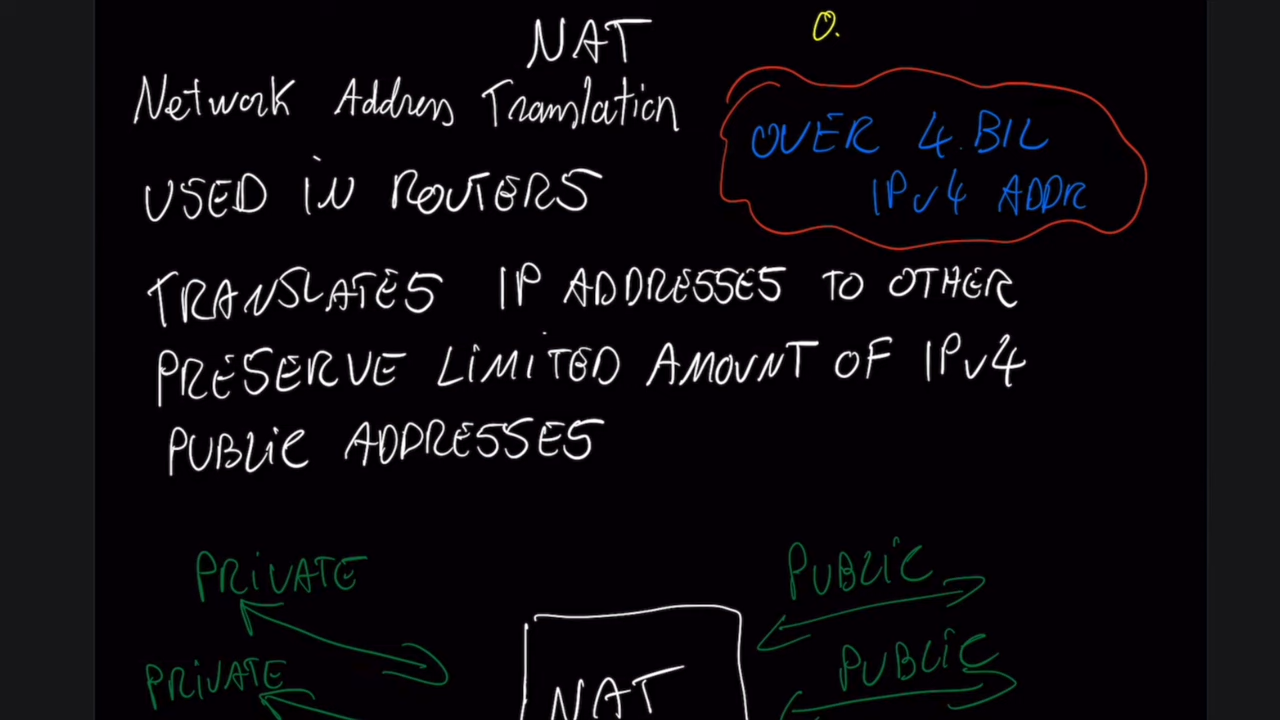 NAT
0.
Network Address Translation
OVER 4.BIL
IPv4 ADDR
USED IN ROUTERS
TRANSLATES IP ADDRESSES TO OTHER
PRESERVE LIMITED AMOUNT OF IPv4
PUBLIC ADDRESSES
PRIVATE
PUBLIC
PRIVATE
NAT
PUBLIC